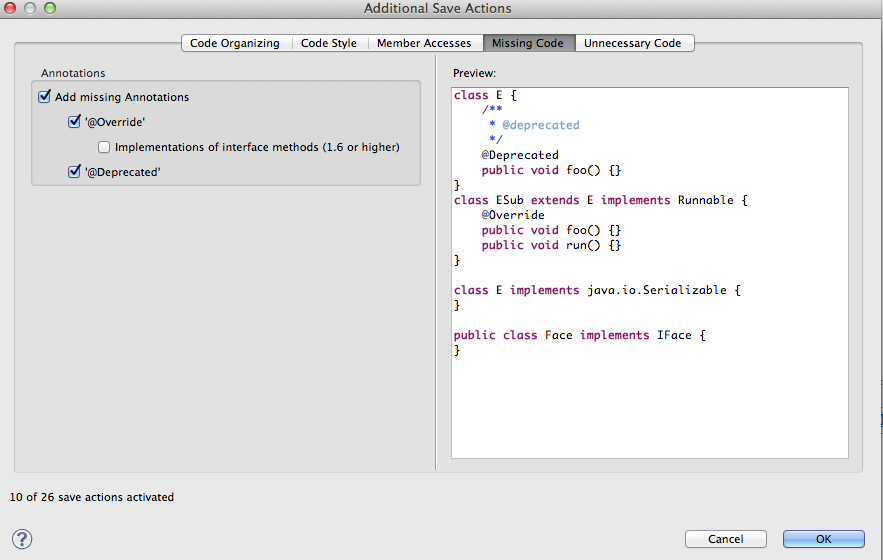 Additional Save Actions
Code Organizing Code Style Member Accesses Missing Code Unnecessary Code
Annotations
Add missing Annotations
'@Override'
Implementations of interface methods (1.6 or higher)
'@Deprecated'
Preview:
class E {
    /**
     * @deprecated
     */
    @Deprecated
    public void foo() {}
}
class ESub extends E implements Runnable {
    @Override
    public void foo() {}
    public void run() {}
}

class E implements java.io.Serializable {
}

public class Face implements IFace {
}
10 of 26 save actions activated
?
Cancel OK